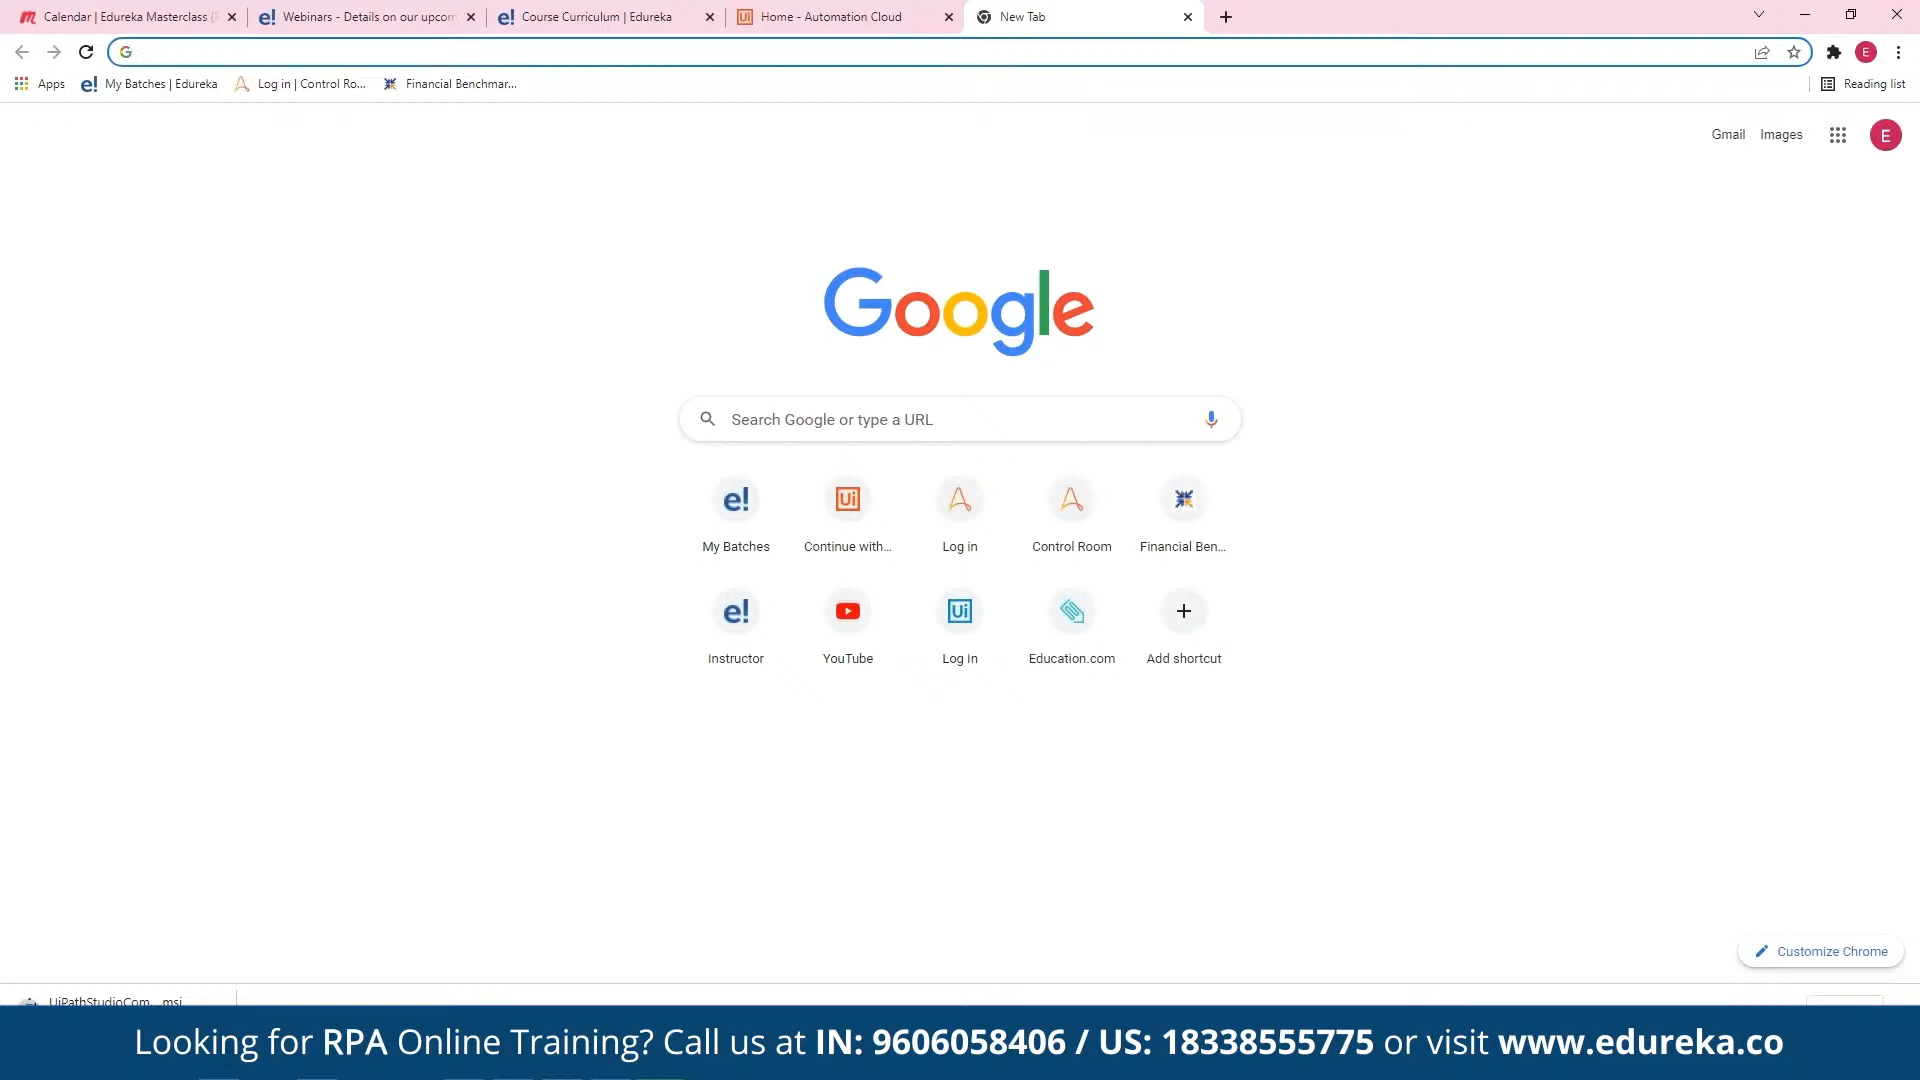 Calendar | Edureka Masterclass (
Webinars - Details on our upcom
Course Curriculum | Edureka
Home - Automation Cloud
New Tab
Apps
My Batches | Edureka
Log in | Control Ro...
Financial Benchmar...
Reading list
Gmail
Images
E
E
Google
Search Google or type a URL
My Batches
Continue with...
Log in
Control Room
Financial Ben...
Instructor
YouTube
Log In
Education.com
Add shortcut
Customize Chrome
UiPathStudioCom....msi
Looking for RPA Online Training? Call us at IN: 9606058406 / US: 18338555775 or visit www.edureka.co